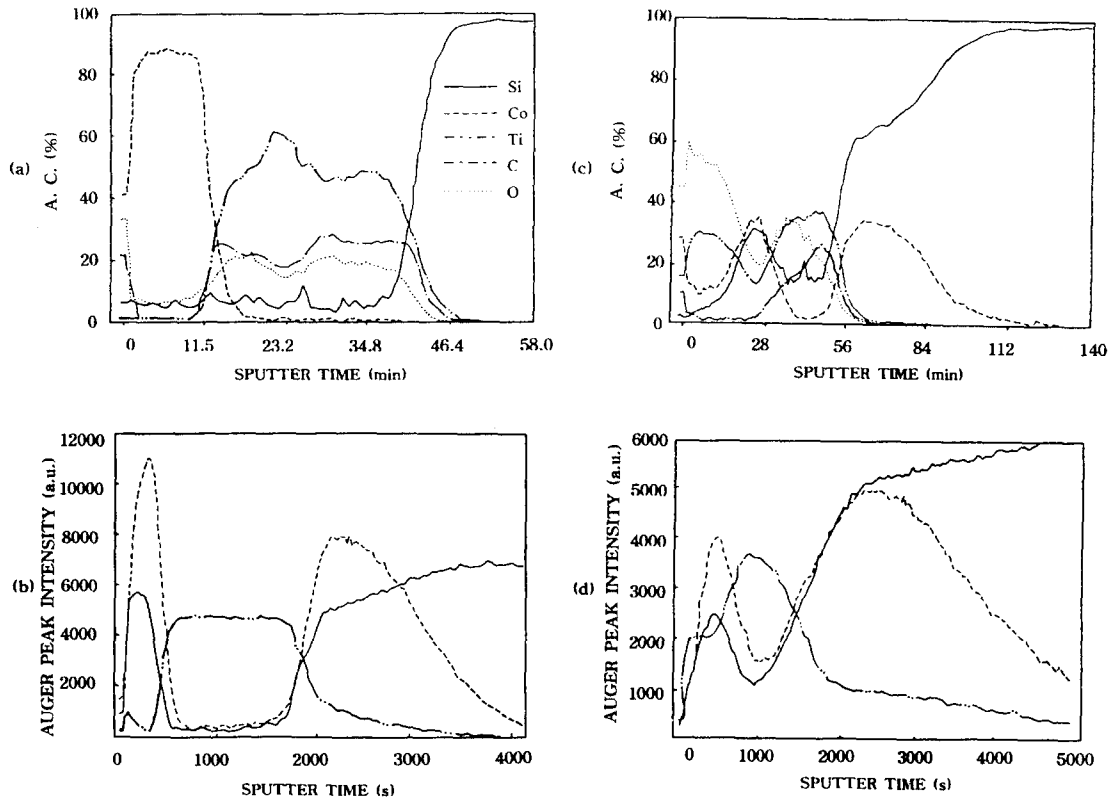 (a)
A. C. (%)
100
80
60
40
20
0
Si
Co
Ti
C
O
0 11.5 23.2 34.8 46.4 58.0
SPUTTER TIME (min)
(c)
A. C. (%)
100
80
60
40
20
0
0 28 56 84 112 140
SPUTTER TIME (min)
(b)
AUGER PEAK INTENSITY (a.u.)
12000
10000
8000
6000
4000
2000
0 1000 2000 3000 4000
SPUTTER TIME (s)
(d)
AUGER PEAK INTENSITY (a.u.)
6000
5000
4000
3000
2000
1000
0 1000 2000 3000 4000 5000
SPUTTER TIME (s)